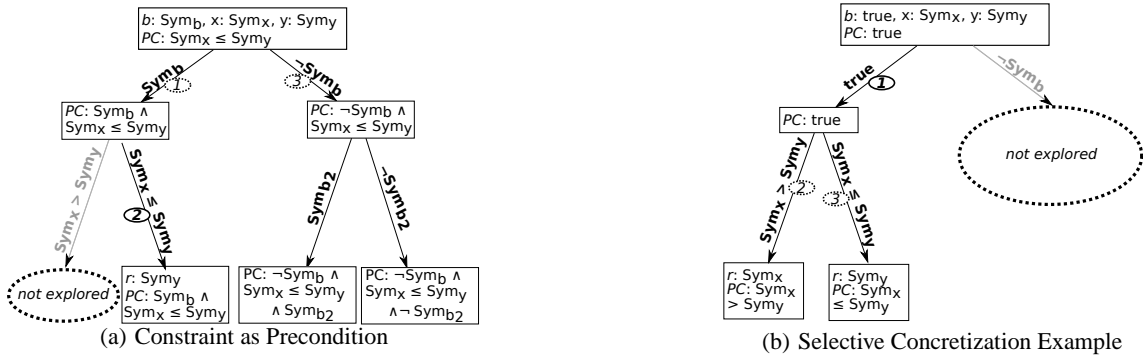 b: Symb, x: Symx, y: Symy
PC: Symx ≤ Symy
Symb
1
¬Symb
3
PC: Symb ∧
Symx ≤ Symy
PC: ¬Symb ∧
Symx ≤ Symy
Symx > Symy
Symx ≤ Symy
2
Symb2
¬Symb2
not explored
r: Symy
PC: Symb ∧
Symx ≤ Symy
PC: ¬Symb ∧
Symx ≤ Symy
∧ Symb2
PC: ¬Symb ∧
Symx ≤ Symy
∧¬ Symb2
(a) Constraint as Precondition
b: true, x: Symx, y: Symy
PC: true
true
1
¬Symb
PC: true
not explored
Symx > Symy
2
Symx ≤ Symy
3
r: Symx
PC: Symx
> Symy
r: Symy
PC: Symx
≤ Symy
(b) Selective Concretization Example